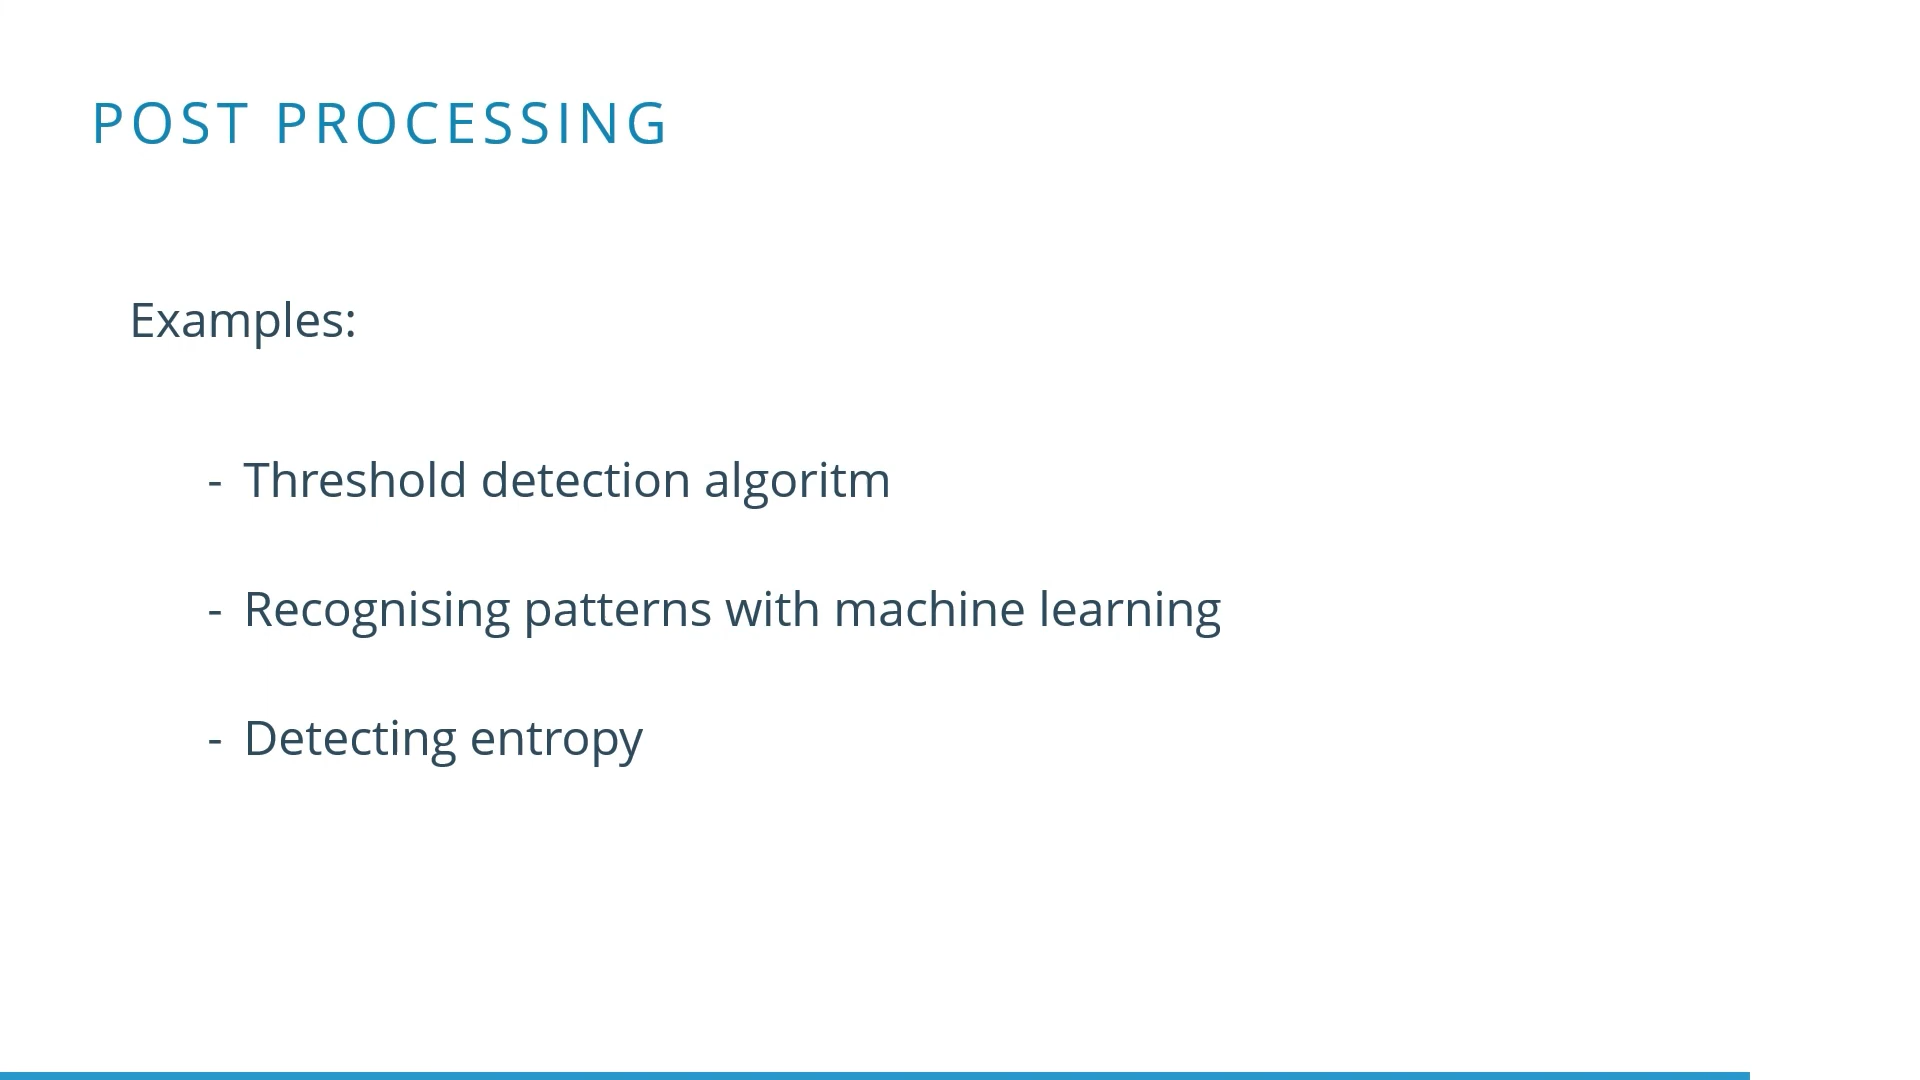 POST PROCESSING
Examples:
- Threshold detection algoritm
- Recognising patterns with machine learning
- Detecting entropy